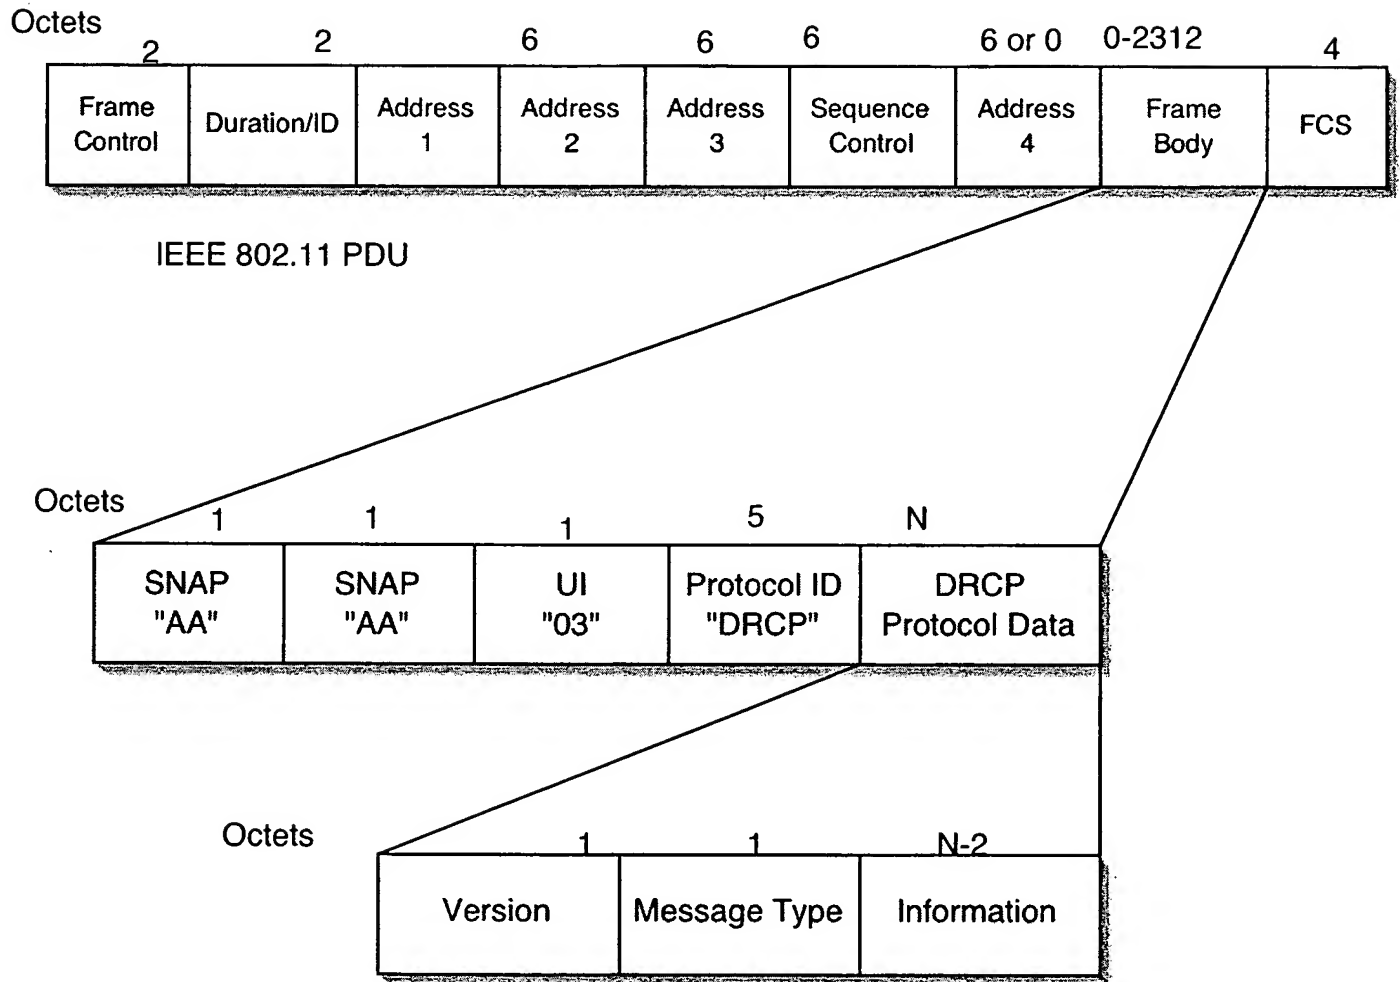 Octets
2 2 6 6 6 6 or 0 0-2312 4
Frame Control
Duration/ID
Address 1
Address 2
Address 3
Sequence Control
Address 4
Frame Body
FCS
IEEE 802.11 PDU
Octets
1 1 1 5 N
SNAP "AA"
SNAP "AA"
UI "03"
Protocol ID "DRCP"
DRCP Protocol Data
Octets
1 1 N-2
Version
Message Type
Information